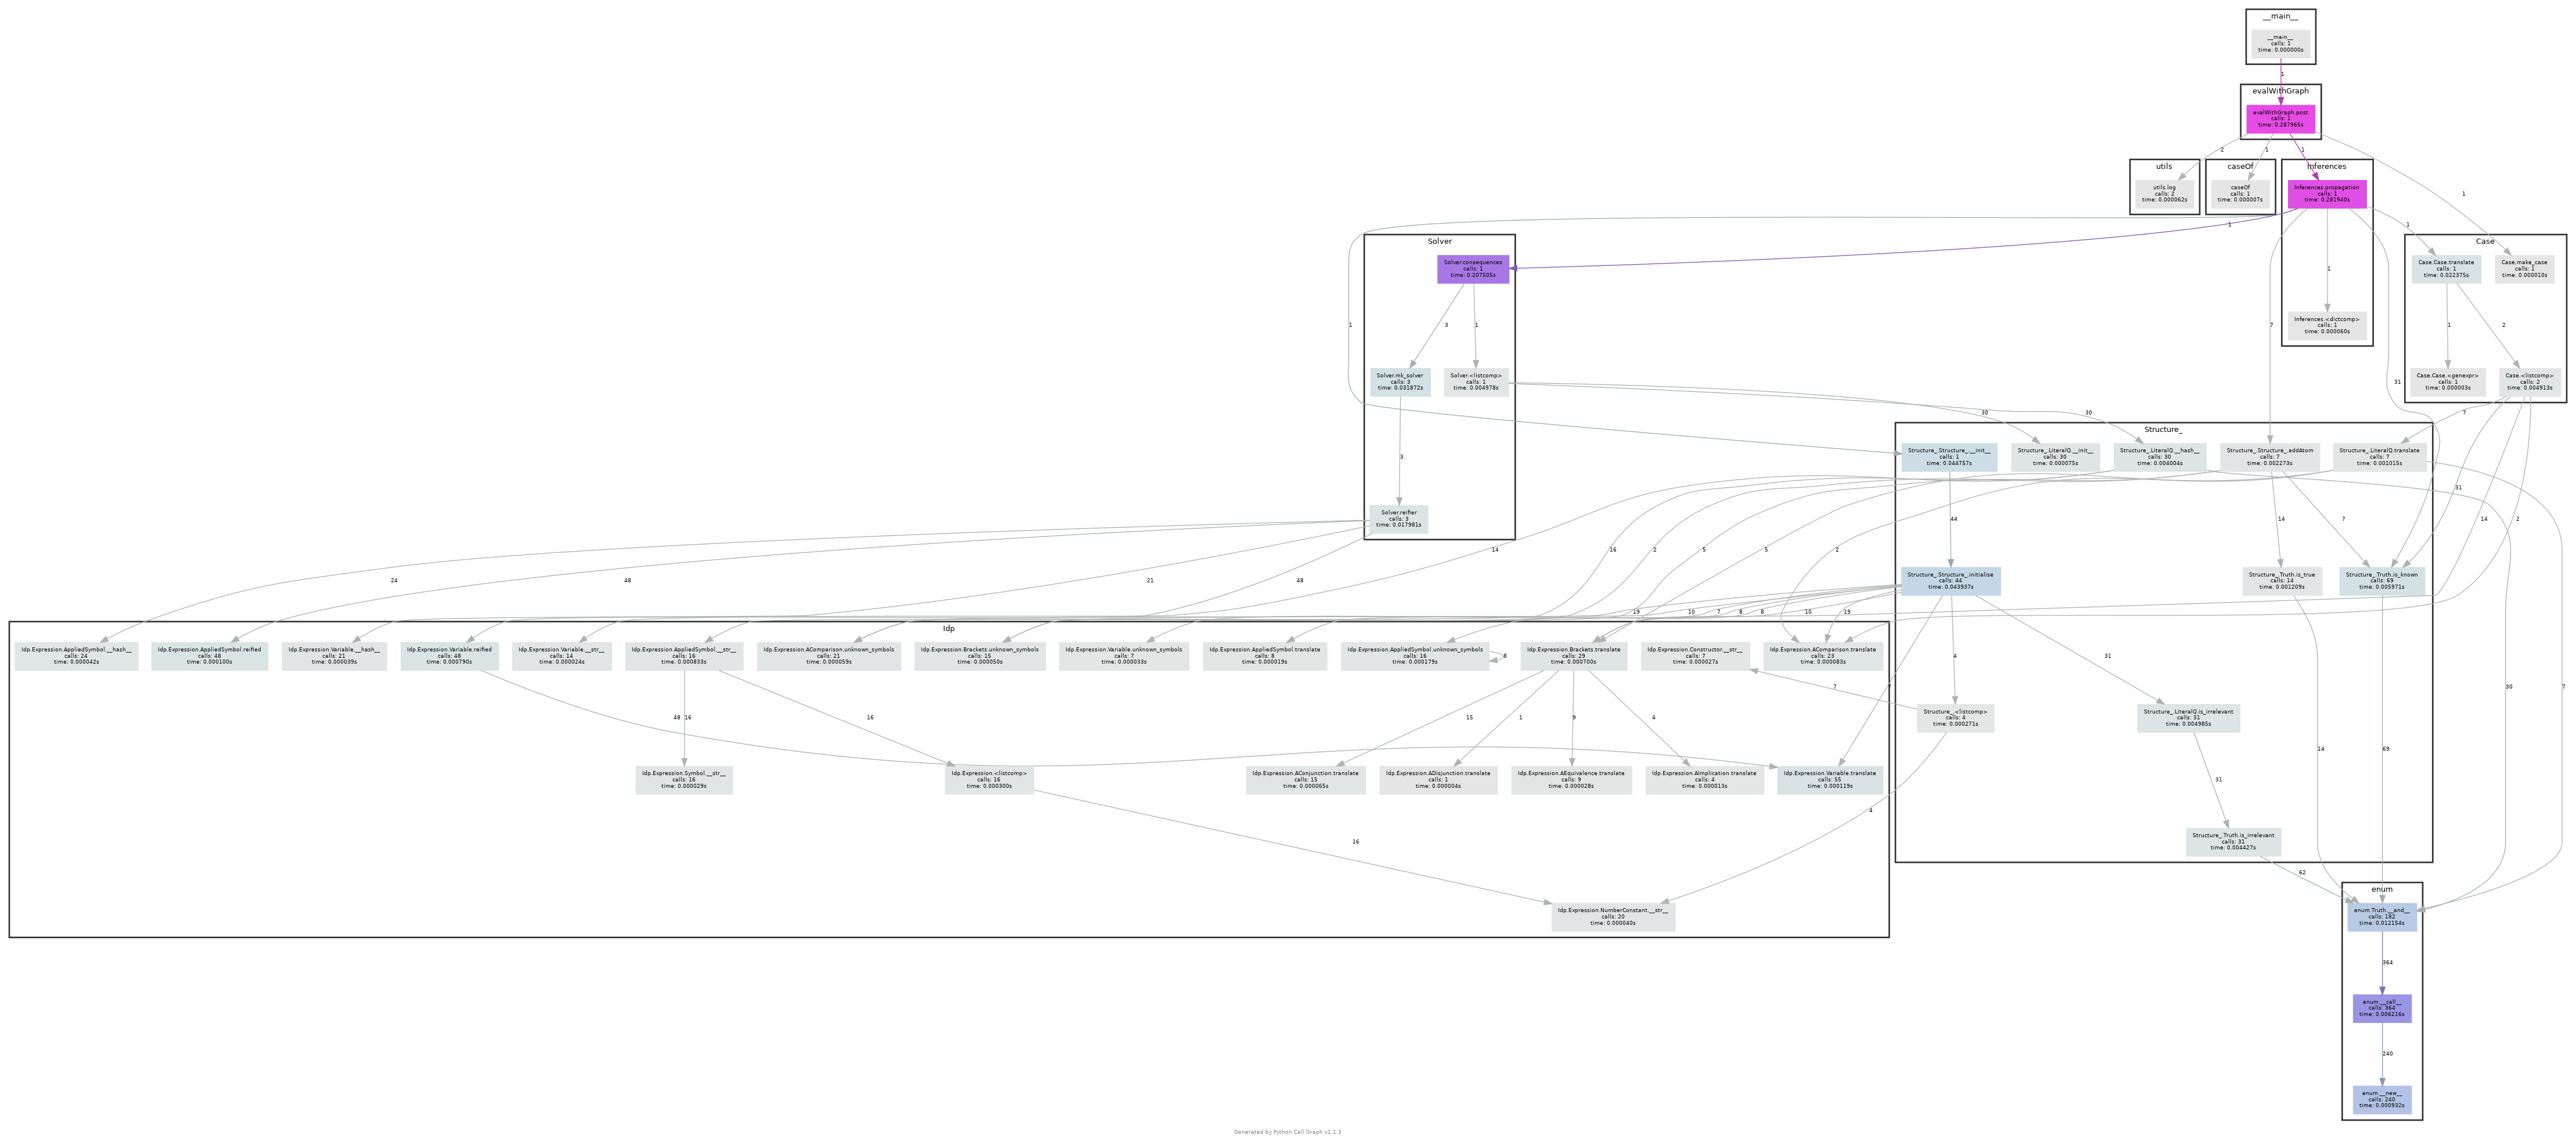 __main__
__main__
calls: 1
time: 0.000000s
1
evalWithGraph
evalWithGraph.post
calls: 1
time: 0.287965s
2
1
1
1
utils
utils.log
calls: 2
time: 0.000062s
caseOf
caseOf
calls: 1
time: 0.000007s
Inferences
Inferences.propagation
calls: 1
time: 0.281940s
1
1
1
1
7
31
Inferences.<dictcomp>
calls: 1
time: 0.000060s
Solver
Solver.consequences
calls: 1
time: 0.207505s
3
1
Solver.mk_solver
calls: 3
time: 0.031872s
Solver.<listcomp>
calls: 1
time: 0.004978s
3
30
30
Solver.reifier
calls: 3
time: 0.017981s
24
48
21
48
Case
Case.Case.translate
calls: 1
time: 0.022375s
Case.make_case
calls: 1
time: 0.000010s
1
2
Case.Case.<genexpr>
calls: 1
time: 0.000003s
Case.<listcomp>
calls: 2
time: 0.004913s
7
31
14
2
Structure_
Structure_.Structure_.__init__
calls: 1
time: 0.044757s
Structure_.LiteralQ.__init__
calls: 30
time: 0.000075s
Structure_.LiteralQ.__hash__
calls: 30
time: 0.004004s
Structure_.Structure_.addAtom
calls: 7
time: 0.002273s
Structure_.LiteralQ.translate
calls: 7
time: 0.001015s
44
14
7
14
16
2
5
5
2
30
7
Structure_.Structure_.initialise
calls: 44
time: 0.043937s
Structure_.Truth.is_true
calls: 14
time: 0.001209s
Structure_.Truth.is_known
calls: 69
time: 0.005971s
19
10
7
8
8
10
19
4
31
14
69
Structure_.<listcomp>
calls: 4
time: 0.000271s
Structure_.LiteralQ.is_irrelevant
calls: 31
time: 0.004985s
7
4
31
Structure_.Truth.is_irrelevant
calls: 31
time: 0.004427s
62
Idp
Idp.Expression.AppliedSymbol.__hash__
calls: 24
time: 0.000042s
Idp.Expression.AppliedSymbol.reified
calls: 48
time: 0.000100s
Idp.Expression.Variable.__hash__
calls: 21
time: 0.000039s
Idp.Expression.Variable.reified
calls: 48
time: 0.000790s
Idp.Expression.Variable.__str__
calls: 14
time: 0.000024s
Idp.Expression.AppliedSymbol.__str__
calls: 16
time: 0.000833s
Idp.Expression.AComparison.unknown_symbols
calls: 21
time: 0.000059s
Idp.Expression.Brackets.unknown_symbols
calls: 15
time: 0.000050s
Idp.Expression.Variable.unknown_symbols
calls: 7
time: 0.000033s
Idp.Expression.AppliedSymbol.translate
calls: 8
time: 0.000019s
Idp.Expression.AppliedSymbol.unknown_symbols
calls: 16
time: 0.000179s
8
Idp.Expression.Brackets.translate
calls: 29
time: 0.000700s
Idp.Expression.Constructor.__str__
calls: 7
time: 0.000027s
Idp.Expression.AComparison.translate
calls: 23
time: 0.000083s
48
16
16
15
1
9
4
Idp.Expression.Symbol.__str__
calls: 16
time: 0.000029s
Idp.Expression.<listcomp>
calls: 16
time: 0.000300s
Idp.Expression.AConjunction.translate
calls: 15
time: 0.000065s
Idp.Expression.ADisjunction.translate
calls: 1
time: 0.000004s
Idp.Expression.AEquivalence.translate
calls: 9
time: 0.000028s
Idp.Expression.AImplication.translate
calls: 4
time: 0.000013s
Idp.Expression.Variable.translate
calls: 55
time: 0.000119s
16
Idp.Expression.NumberConstant.__str__
calls: 20
time: 0.000040s
enum
enum.Truth.__and__
calls: 182
time: 0.012154s
364
enum.__call__
calls: 364
time: 0.006216s
240
enum.__new__
calls: 240
time: 0.000932s
Generated by Python Call Graph v1.1.3